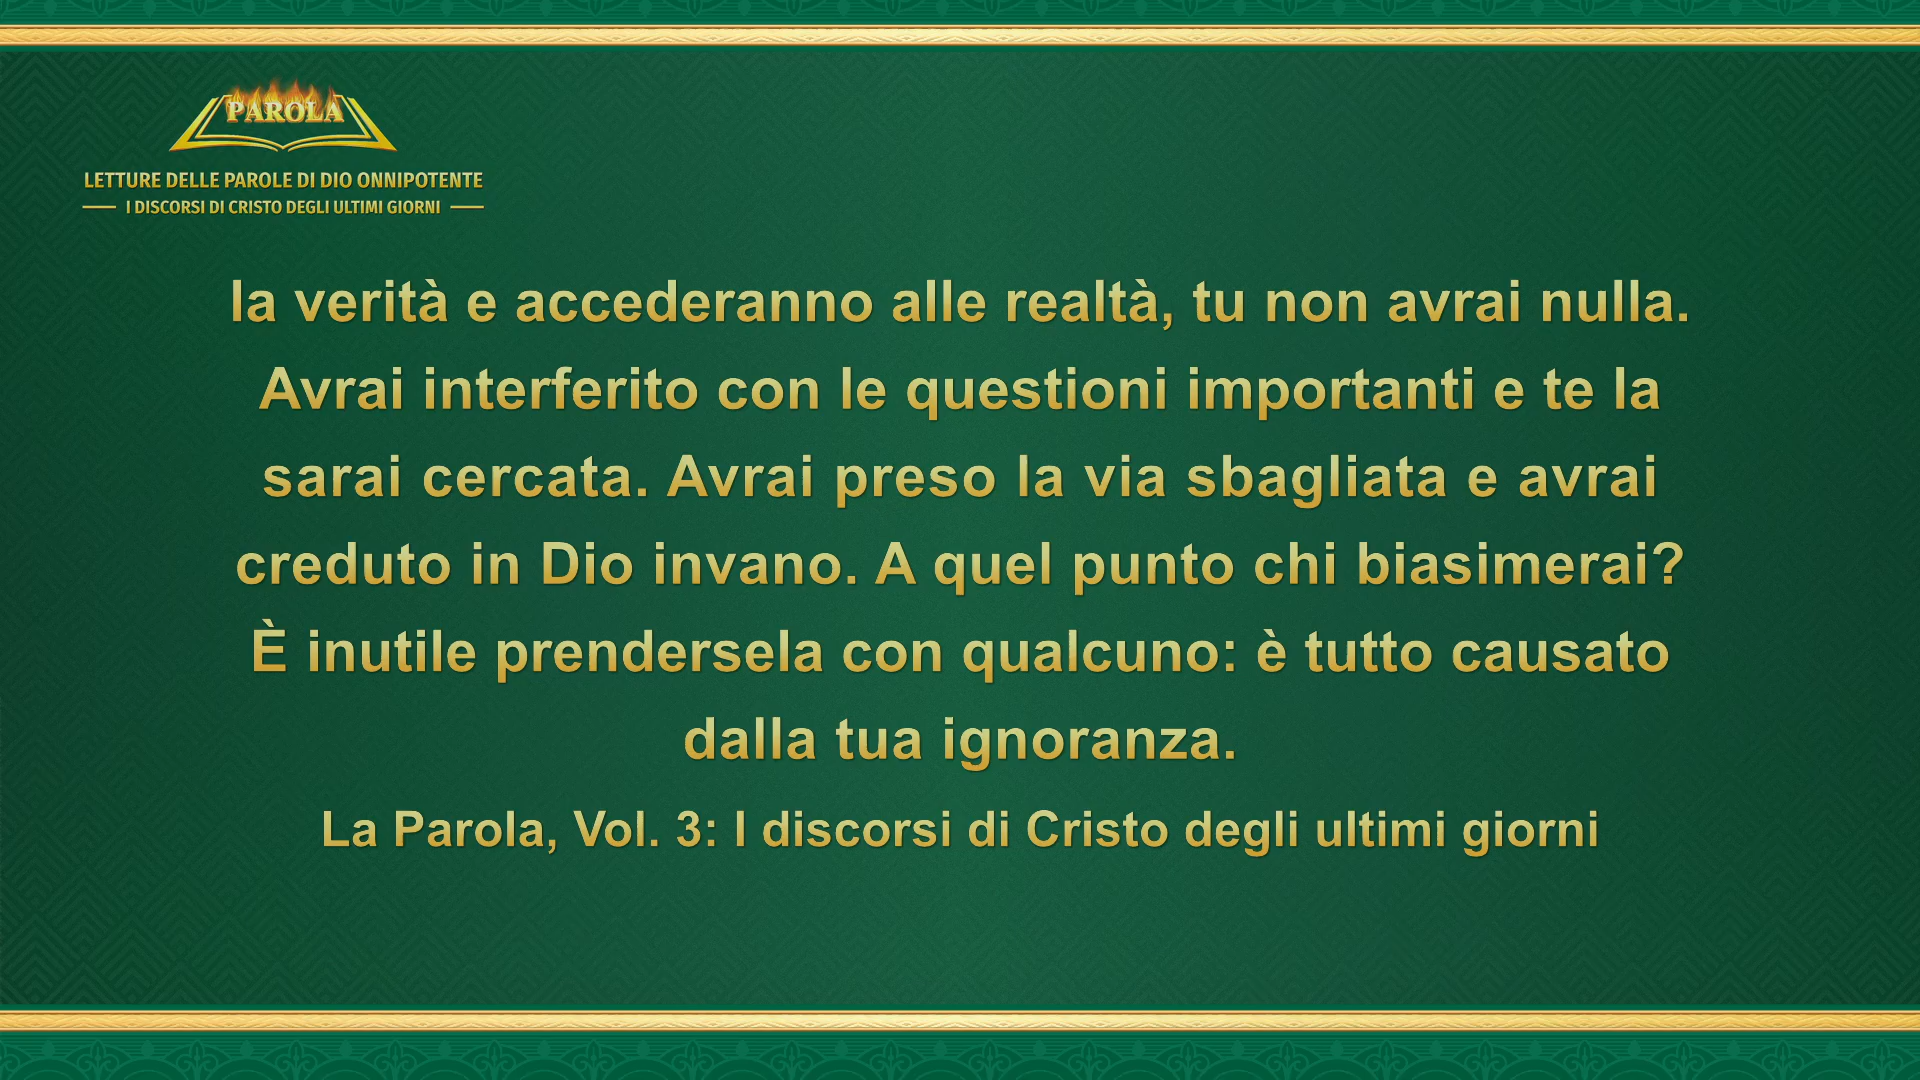 PAROLA
LETTURE DELLE PAROLE DI DIO ONNIPOTENTE
I DISCORSI DI CRISTO DEGLI ULTIMI GIORNI
la verità e accederanno alle realtà, tu non avrai nulla.
Avrai interferito con le questioni importanti e te la
sarai cercata. Avrai preso la via sbagliata e avrai
creduto in Dio invano. A quel punto chi biasimerai?
È inutile prendersela con qualcuno: è tutto causato
dalla tua ignoranza.
La Parola, Vol. 3: I discorsi di Cristo degli ultimi giorni